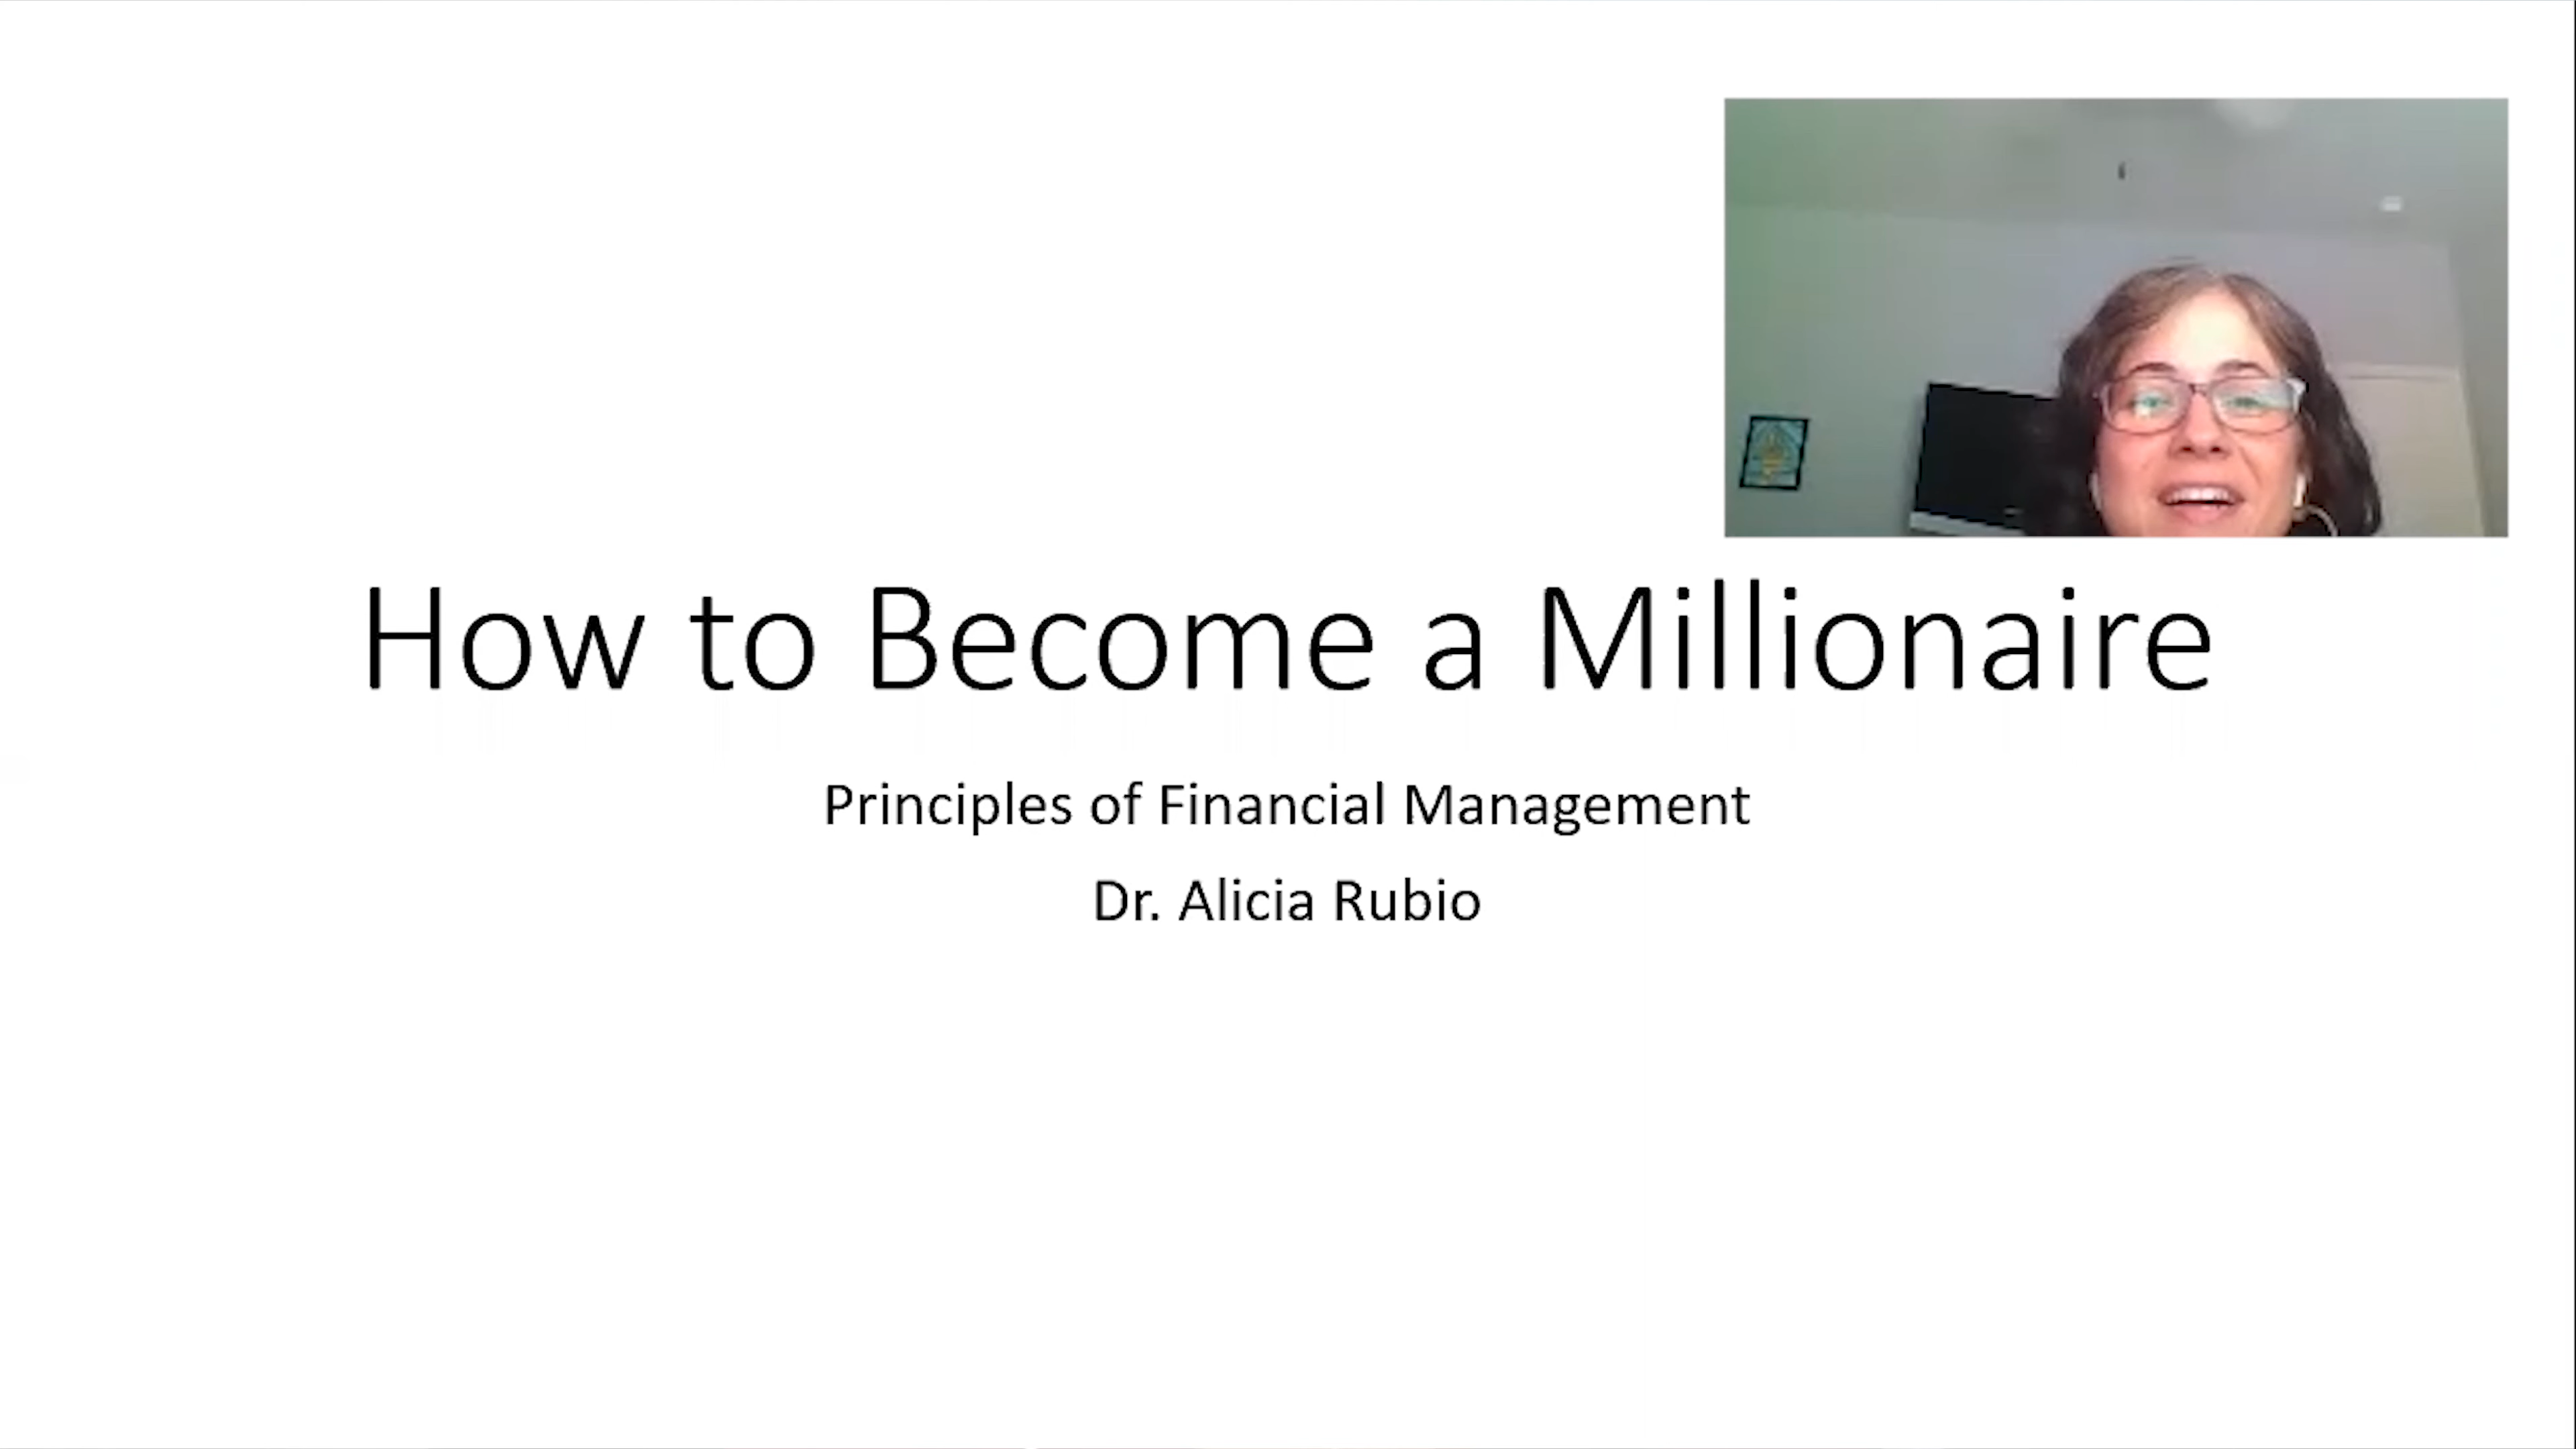 How to Become a Millionaire
Principles of Financial Management
Dr. Alicia Rubio